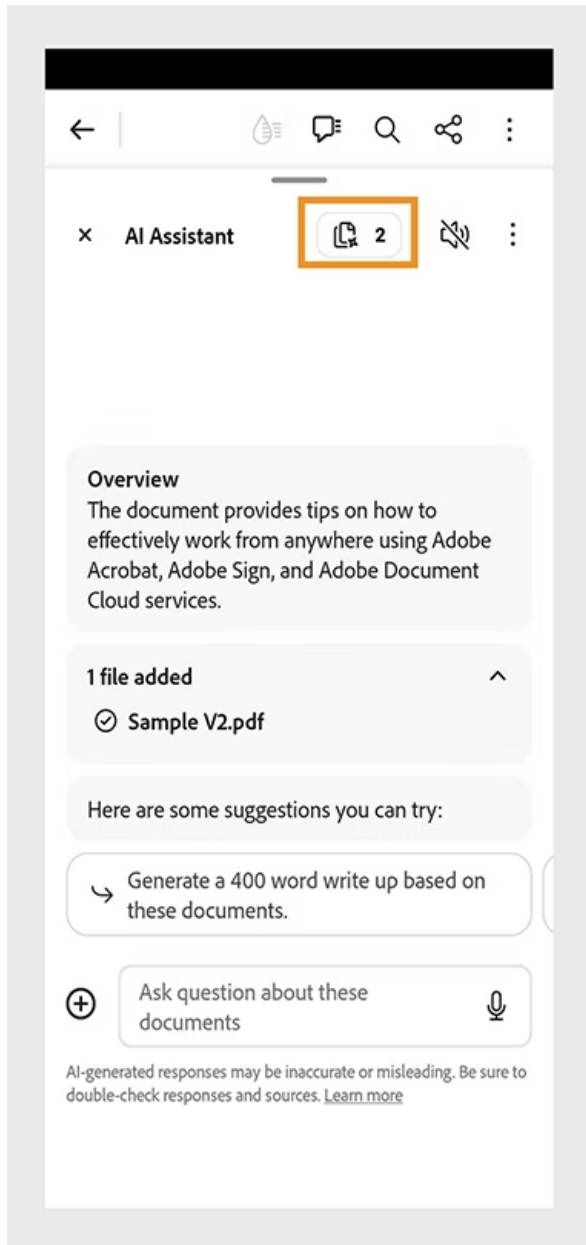 AI Assistant
2
Overview
The document provides tips on how to
effectively work from anywhere using Adobe
Acrobat, Adobe Sign, and Adobe Document
Cloud services.
1 file added
Sample V2.pdf
Here are some suggestions you can try:
Generate a 400 word write up based on
these documents.
Ask question about these
documents
AI-generated responses may be inaccurate or misleading. Be sure to
double-check responses and sources. Learn more